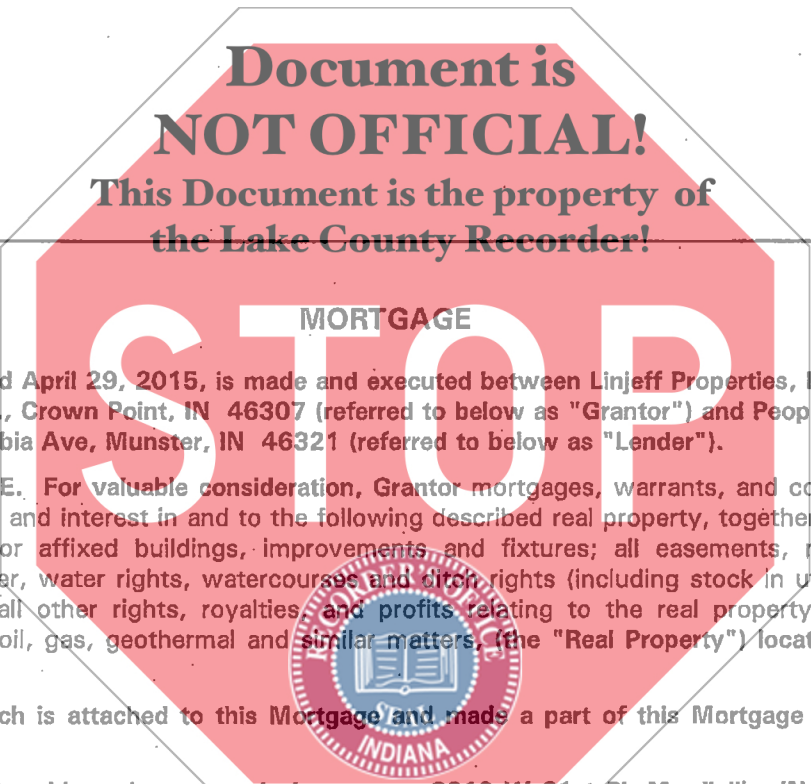 Document is
NOT OFFICIAL!
This Document is the property of
the Lake County Recorder!
STOP
MORTGAGE
d April 29, 2015, is made and executed between Linjeff Properties,
., Crown Point, IN 46307 (referred to below as "Grantor") and Peop
bia Ave, Munster, IN 46321 (referred to below as "Lender").
E. For valuable consideration, Grantor mortgages, warrants, and co
and interest in and to the following described real property, together
or affixed buildings, improvements and fixtures; all easements,
er, water rights, watercourses and ditch rights (including stock in u
all other rights, royalties, and profits relating to the real property
oil, gas, geothermal and similar matters, (the "Real Property") locat
RECORDER'S OFFICE
SEAL
INDIANA
ch is attached to this Mortgage and made a part of this Mortgage